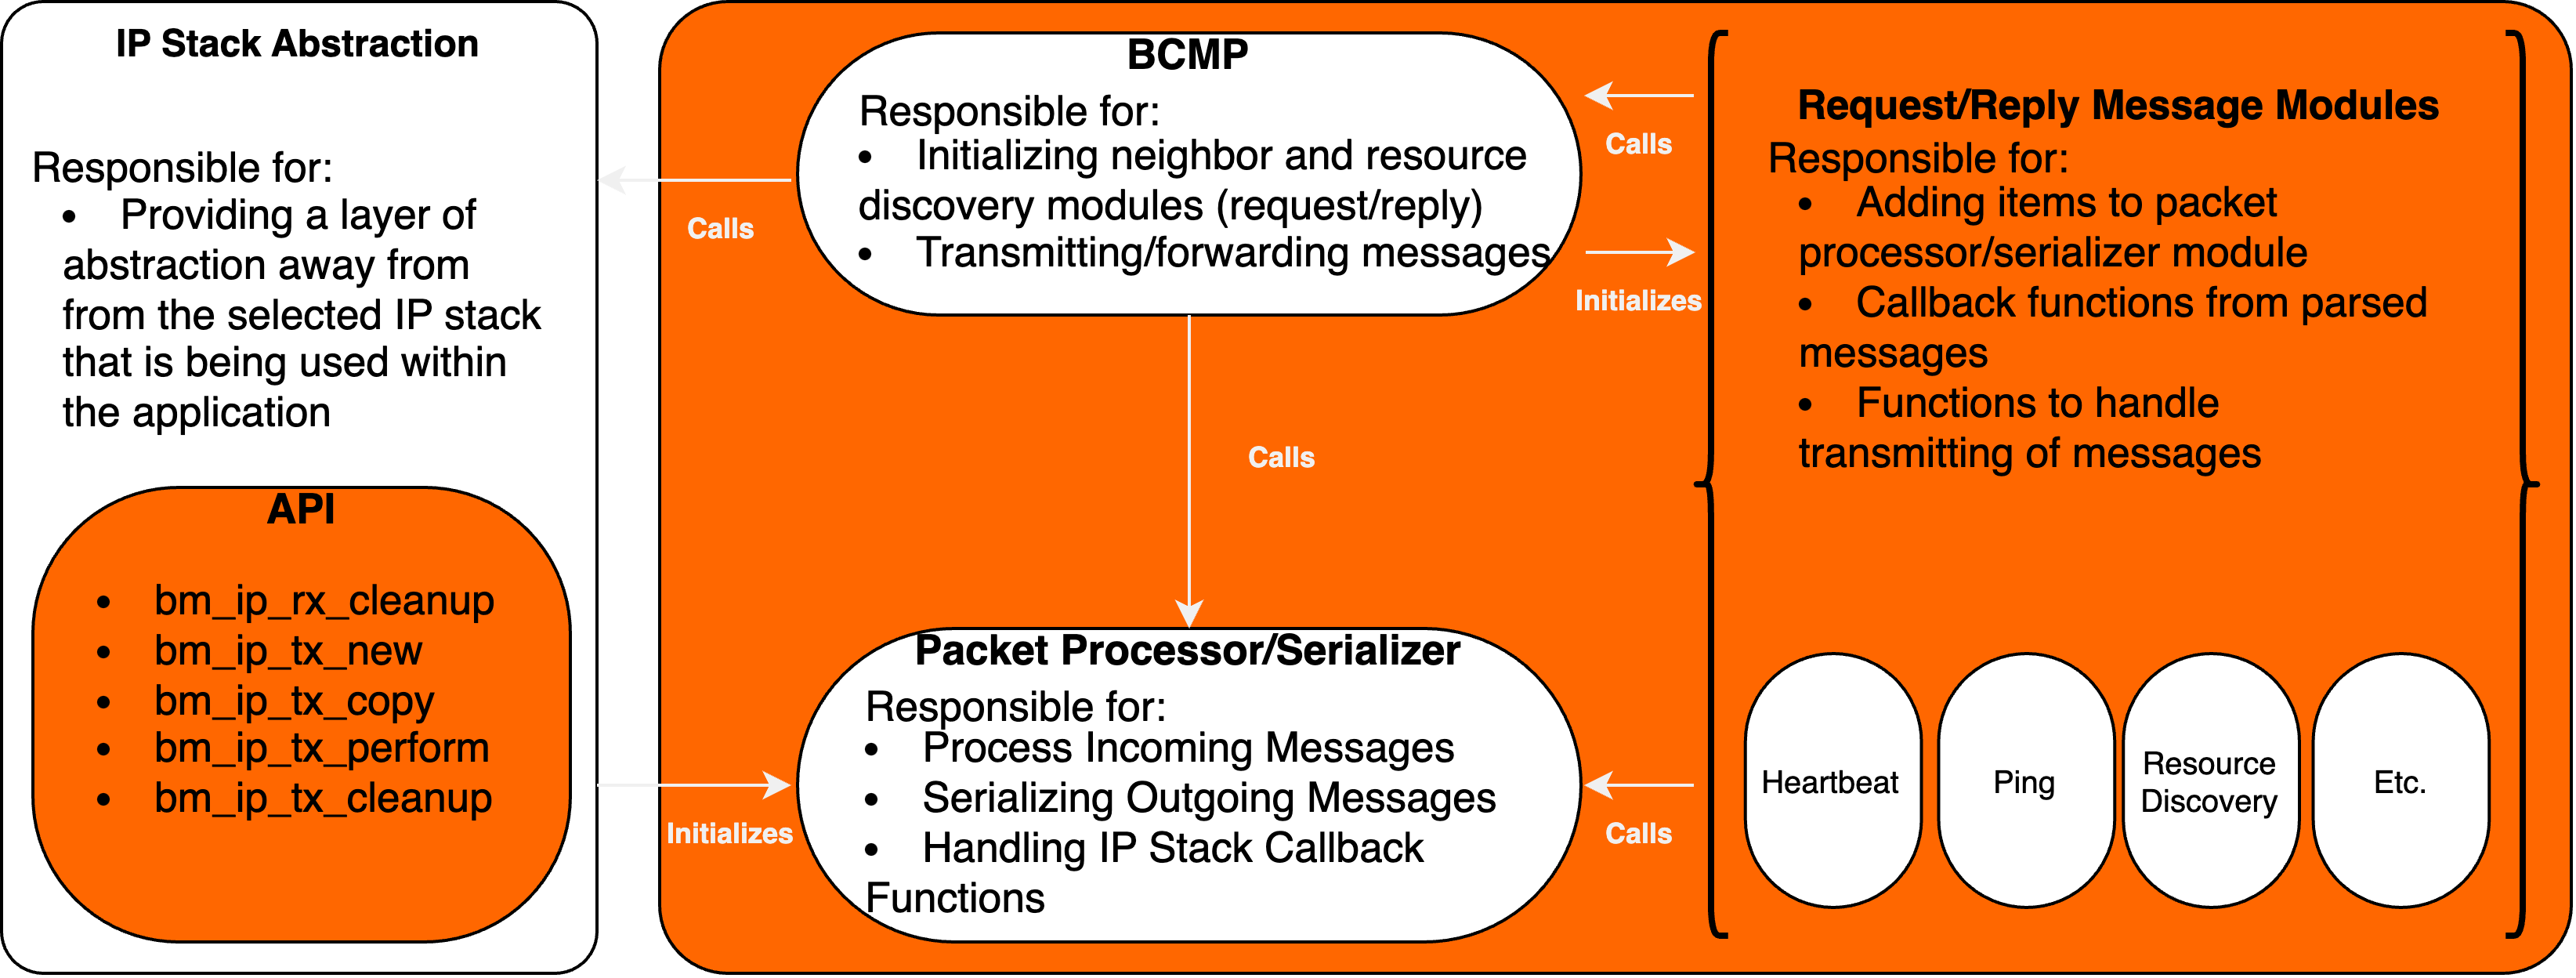 IP Stack Abstraction
Responsible for:
• Providing a layer of
abstraction away from
from the selected IP stack
that is being used within
the application
API
• bm_ip_rx_cleanup
• bm_ip_tx_new
• bm_ip_tx_copy
• bm_ip_tx_perform
• bm_ip_tx_cleanup
Calls
Initializes
BCMP
Responsible for:
• Initializing neighbor and resource
discovery modules (request/reply)
• Transmitting/forwarding messages
Calls
Packet Processor/Serializer
Responsible for:
• Process Incoming Messages
• Serializing Outgoing Messages
• Handling IP Stack Callback
Functions
Calls
Initializes
Calls
Request/Reply Message Modules
Responsible for:
• Adding items to packet
processor/serializer module
• Callback functions from parsed
messages
• Functions to handle
transmitting of messages
Heartbeat
Ping
Resource
Discovery
Etc.